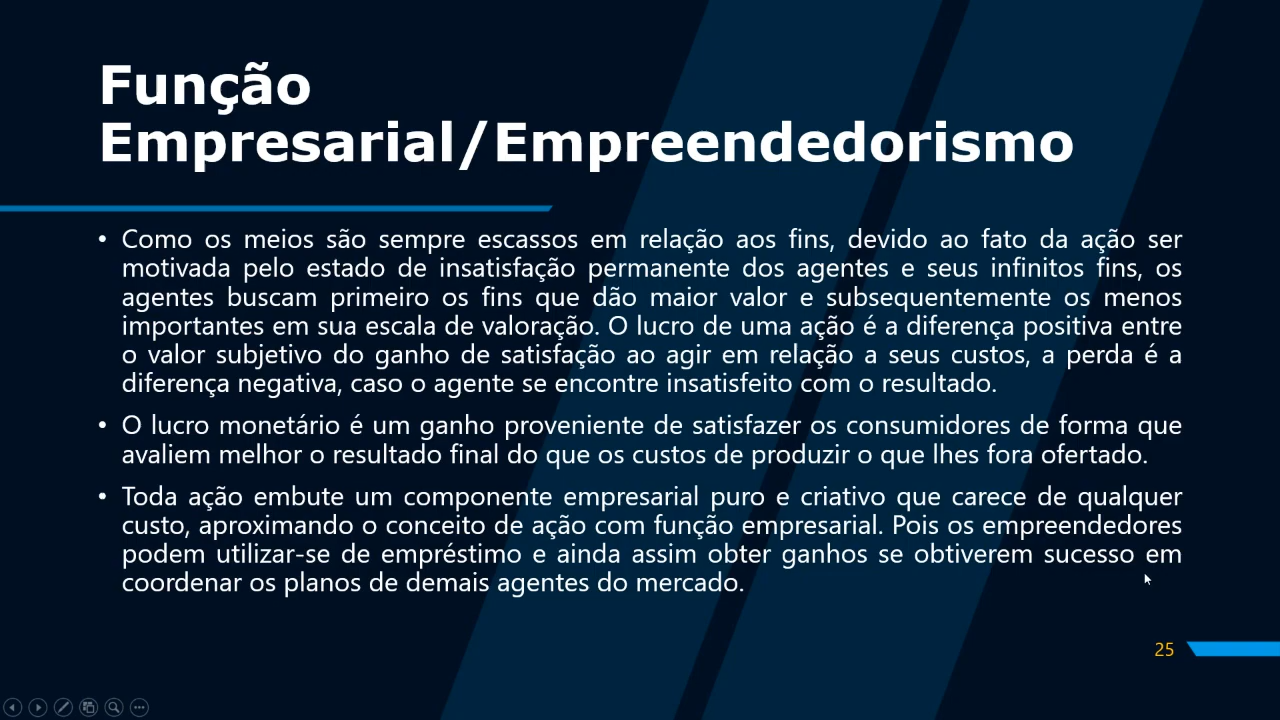 Função
Empresarial/Empreendedorismo
• Como os meios são sempre escassos em relação aos fins, devido ao fato da ação ser
motivada pelo estado de insatisfação permanente dos agentes e seus infinitos fins, os
agentes buscam primeiro os fins que dão maior valor e subsequentemente os menos
importantes em sua escala de valoração. O lucro de uma ação é a diferença positiva entre
o valor subjetivo do ganho de satisfação ao agir em relação a seus custos, a perda é a
diferença negativa, caso o agente se encontre insatisfeito com o resultado.
• O lucro monetário é um ganho proveniente de satisfazer os consumidores de forma que
avaliem melhor o resultado final do que os custos de produzir o que lhes fora ofertado.
• Toda ação embute um componente empresarial puro e criativo que carece de qualquer
custo, aproximando o conceito de ação com função empresarial. Pois os empreendedores
podem utilizar-se de empréstimo e ainda assim obter ganhos se obtiverem sucesso em
coordenar os planos de demais agentes do mercado.
25